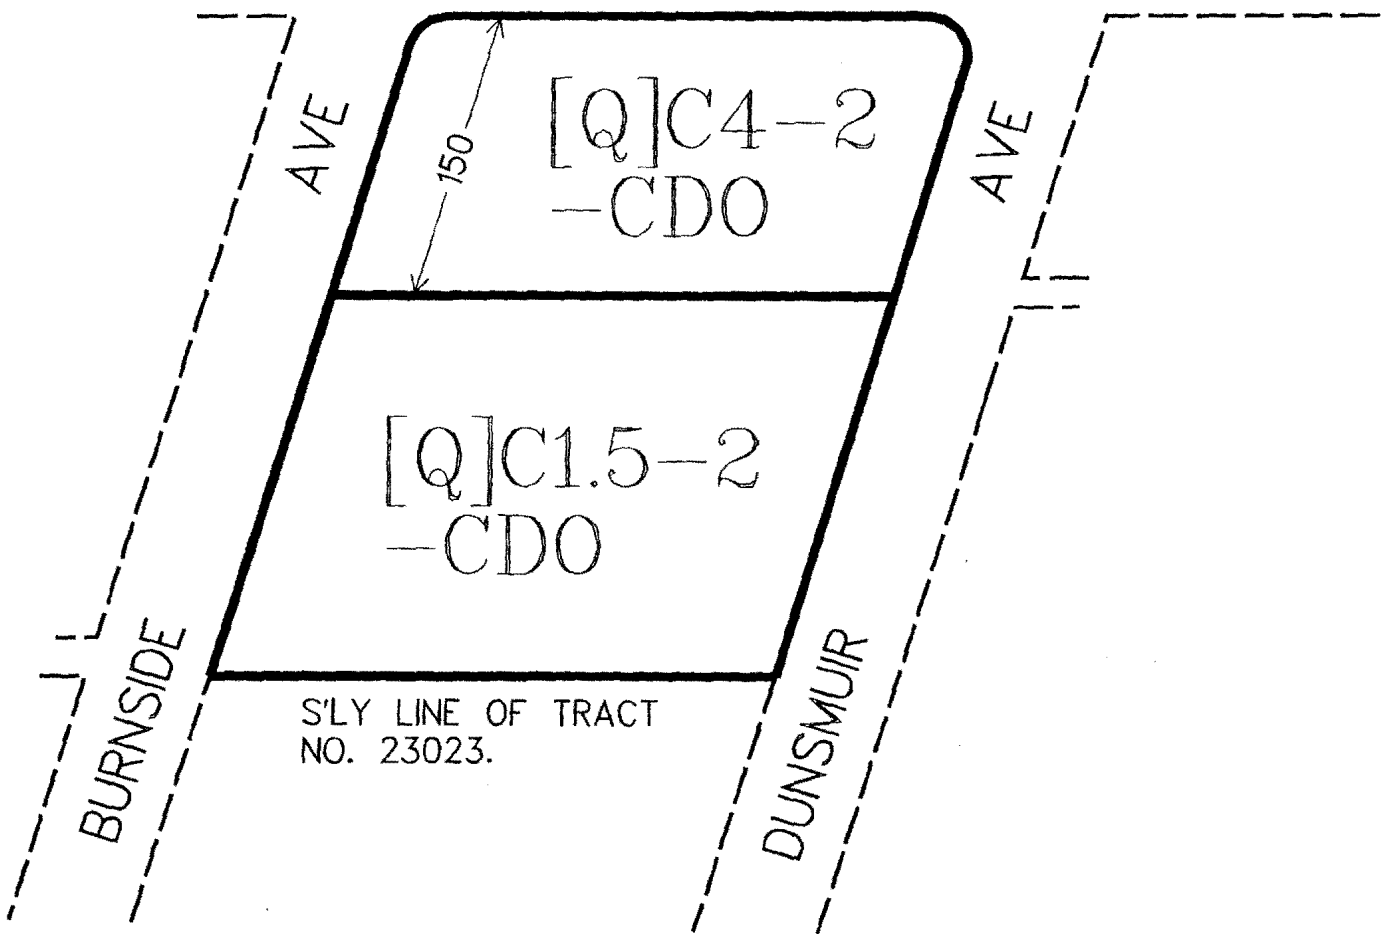 [Q]C4-2
-CDO
150
AVE
AVE
[Q]C1.5-2
-CDO
BURNSIDE
DUNSMUIR
S'LY LINE OF TRACT
NO. 23023.